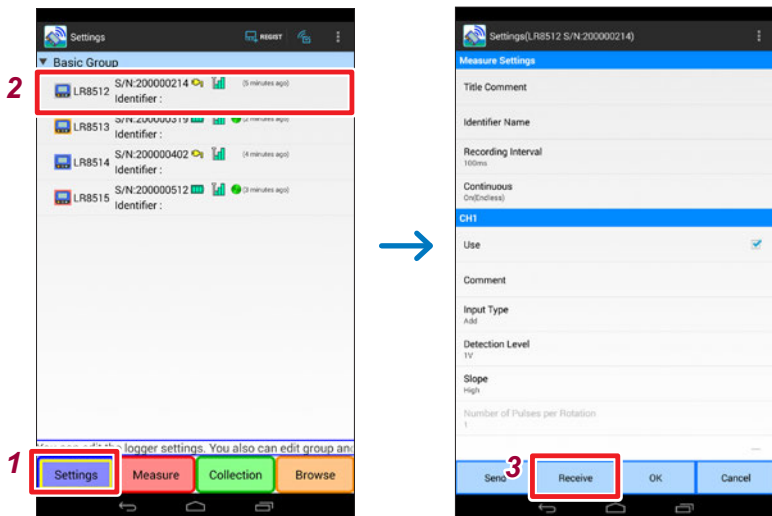 Settings
REGIST
Basic Group
2
LR8512
S/N:200000214
(5 minutes ago)
Identifier :
LR8513
S/N:200000319
(2 minutes ago)
Identifier :
LR8514
S/N:200000402
(4 minutes ago)
Identifier :
LR8515
S/N:200000512
(3 minutes ago)
Identifier :
You can edit the logger settings. You also can edit group and
1
Settings
Measure
Collection
Browse
Settings(LR8512 S/N:200000214)
Measure Settings
Title Comment
Identifier Name
Recording Interval
100ms
Continuous
On(Endless)
CH1
Use
Comment
Input Type
Add
Detection Level
1V
Slope
High
Number of Pulses per Rotation
1
3
Send
Receive
OK
Cancel